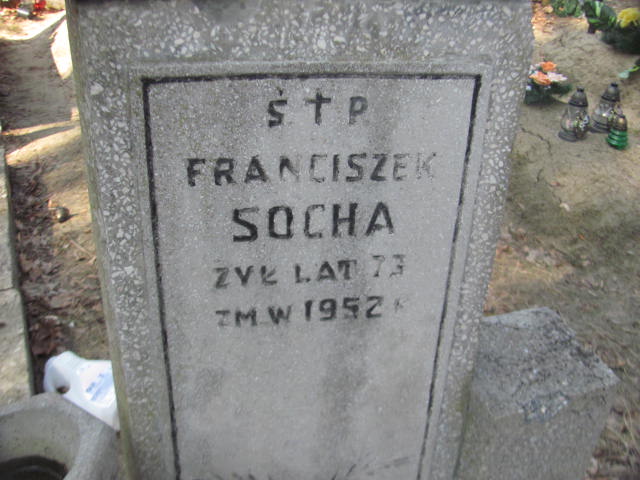 Ś † P
FRANCISZEK
SOCHA
ŻYŁ LAT 73
ZM. W 1952 R